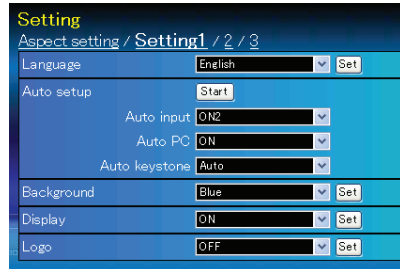 Setting
Aspect setting / Setting1 / 2 / 3
Language English Set
Auto setup Start
Auto input ON2
Auto PC ON
Auto keystone Auto
Background Blue Set
Display ON Set
Logo OFF Set